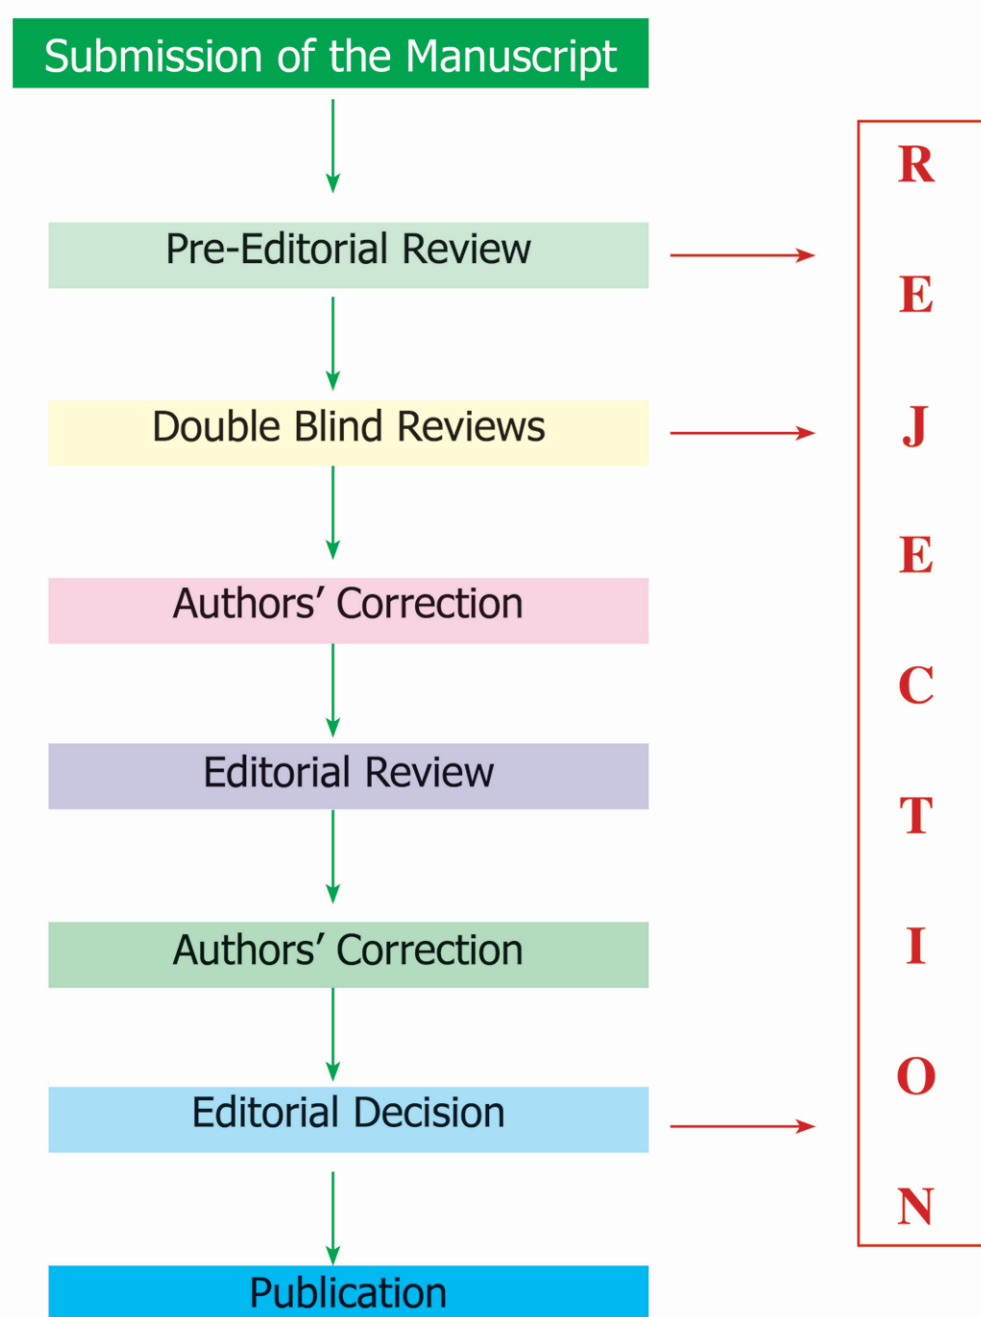 Submission of the Manuscript
Pre-Editorial Review
Double Blind Reviews
Authors’ Correction
Editorial Review
Authors’ Correction
Editorial Decision
Publication
R
E
J
E
C
T
I
O
N